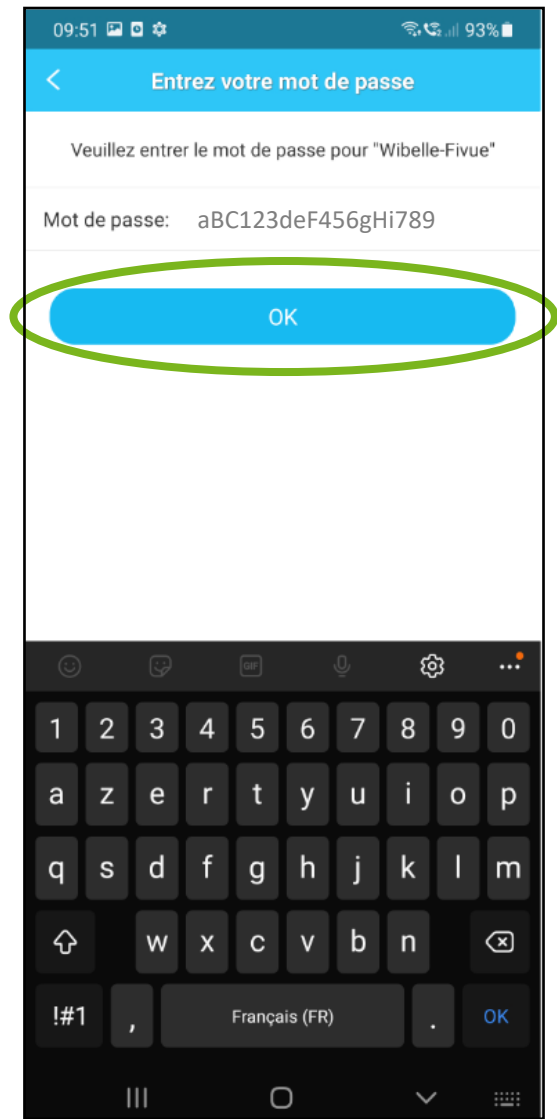 09:51 93%
Entrez votre mot de passe
Veuillez entrer le mot de passe pour "Wibelle-Fivue"
Mot de passe: aBC123deF456gHi789
OK
GIF
1 2 3 4 5 6 7 8 9 0
a z e r t y u i o p
q s d f g h j k l m
w x c v b n
!#1 , Français (FR) . OK